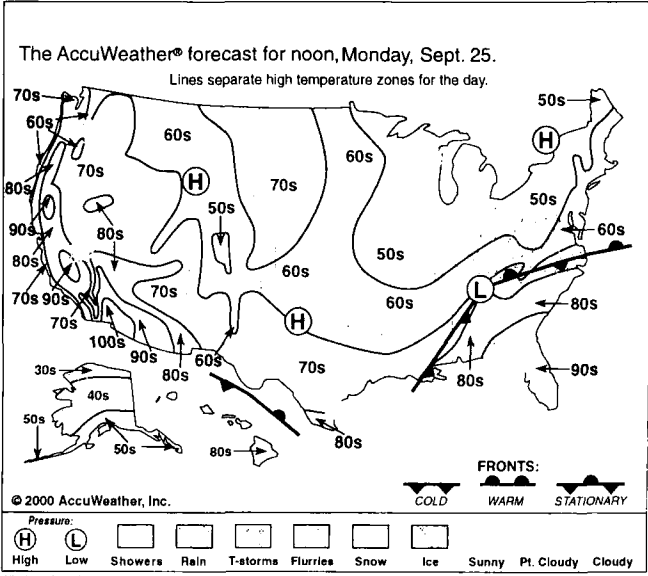 The AccuWeather® forecast for noon, Monday, Sept. 25.
Lines separate high temperature zones for the day.
70s
60s
80s
90s
80s
70s
90s
70s
70s
80s
60s
H
50s
70s
60s
70s
60s
50s
60s
60s
H
70s
50s
H
50s
60s
L
80s
80s
90s
100s
90s
80s
60s
80s
30s
40s
50s
50s
80s
FRONTS:
COLD WARM STATIONARY
© 2000 AccuWeather, Inc.
Pressure:
H L
High Low Showers Rain T-storms Flurries Snow Ice Sunny Pt. Cloudy Cloudy